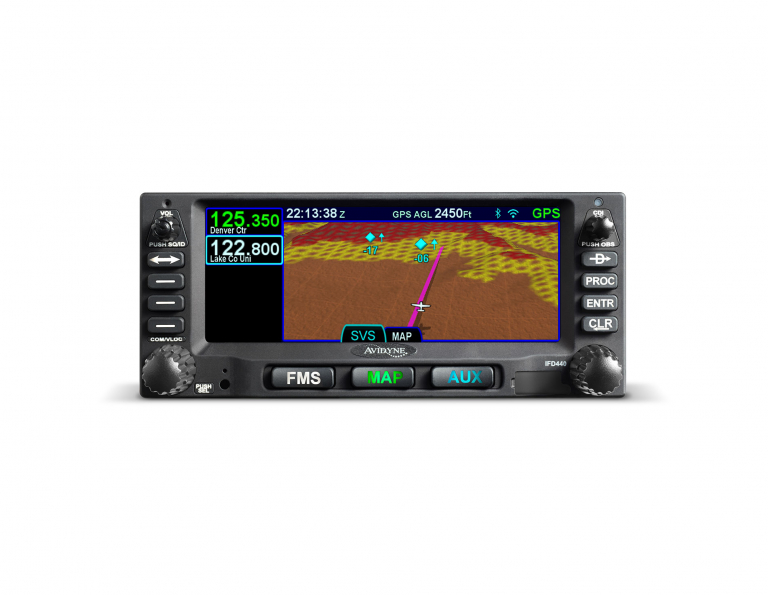 VOL
PUSH SQ/ID
125.350
Denver Ctr
122.800
Lake Co Uni
22:13:38 Z
GPS AGL 2450Ft
GPS
CDI
PUSH OBS
D
PROC
ENTR
CLR
-17
-06
SVS
MAP
COM/VLOC
AVIDYNE
IFD440
PUSH
SEL
FMS
MAP
AUX